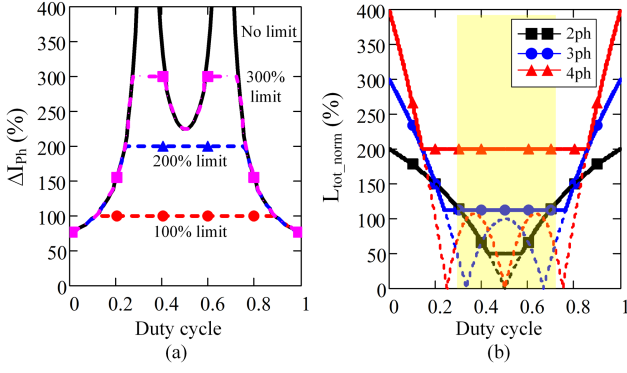 400
350
300
250
200
150
100
50
0
ΔI_Ph (%)
No limit
300%
limit
200% limit
100% limit
0 0.2 0.4 0.6 0.8 1
Duty cycle
(a)
400
350
300
250
200
150
100
50
0
L_tot_norm (%)
2ph
3ph
4ph
0 0.2 0.4 0.6 0.8 1
Duty cycle
(b)